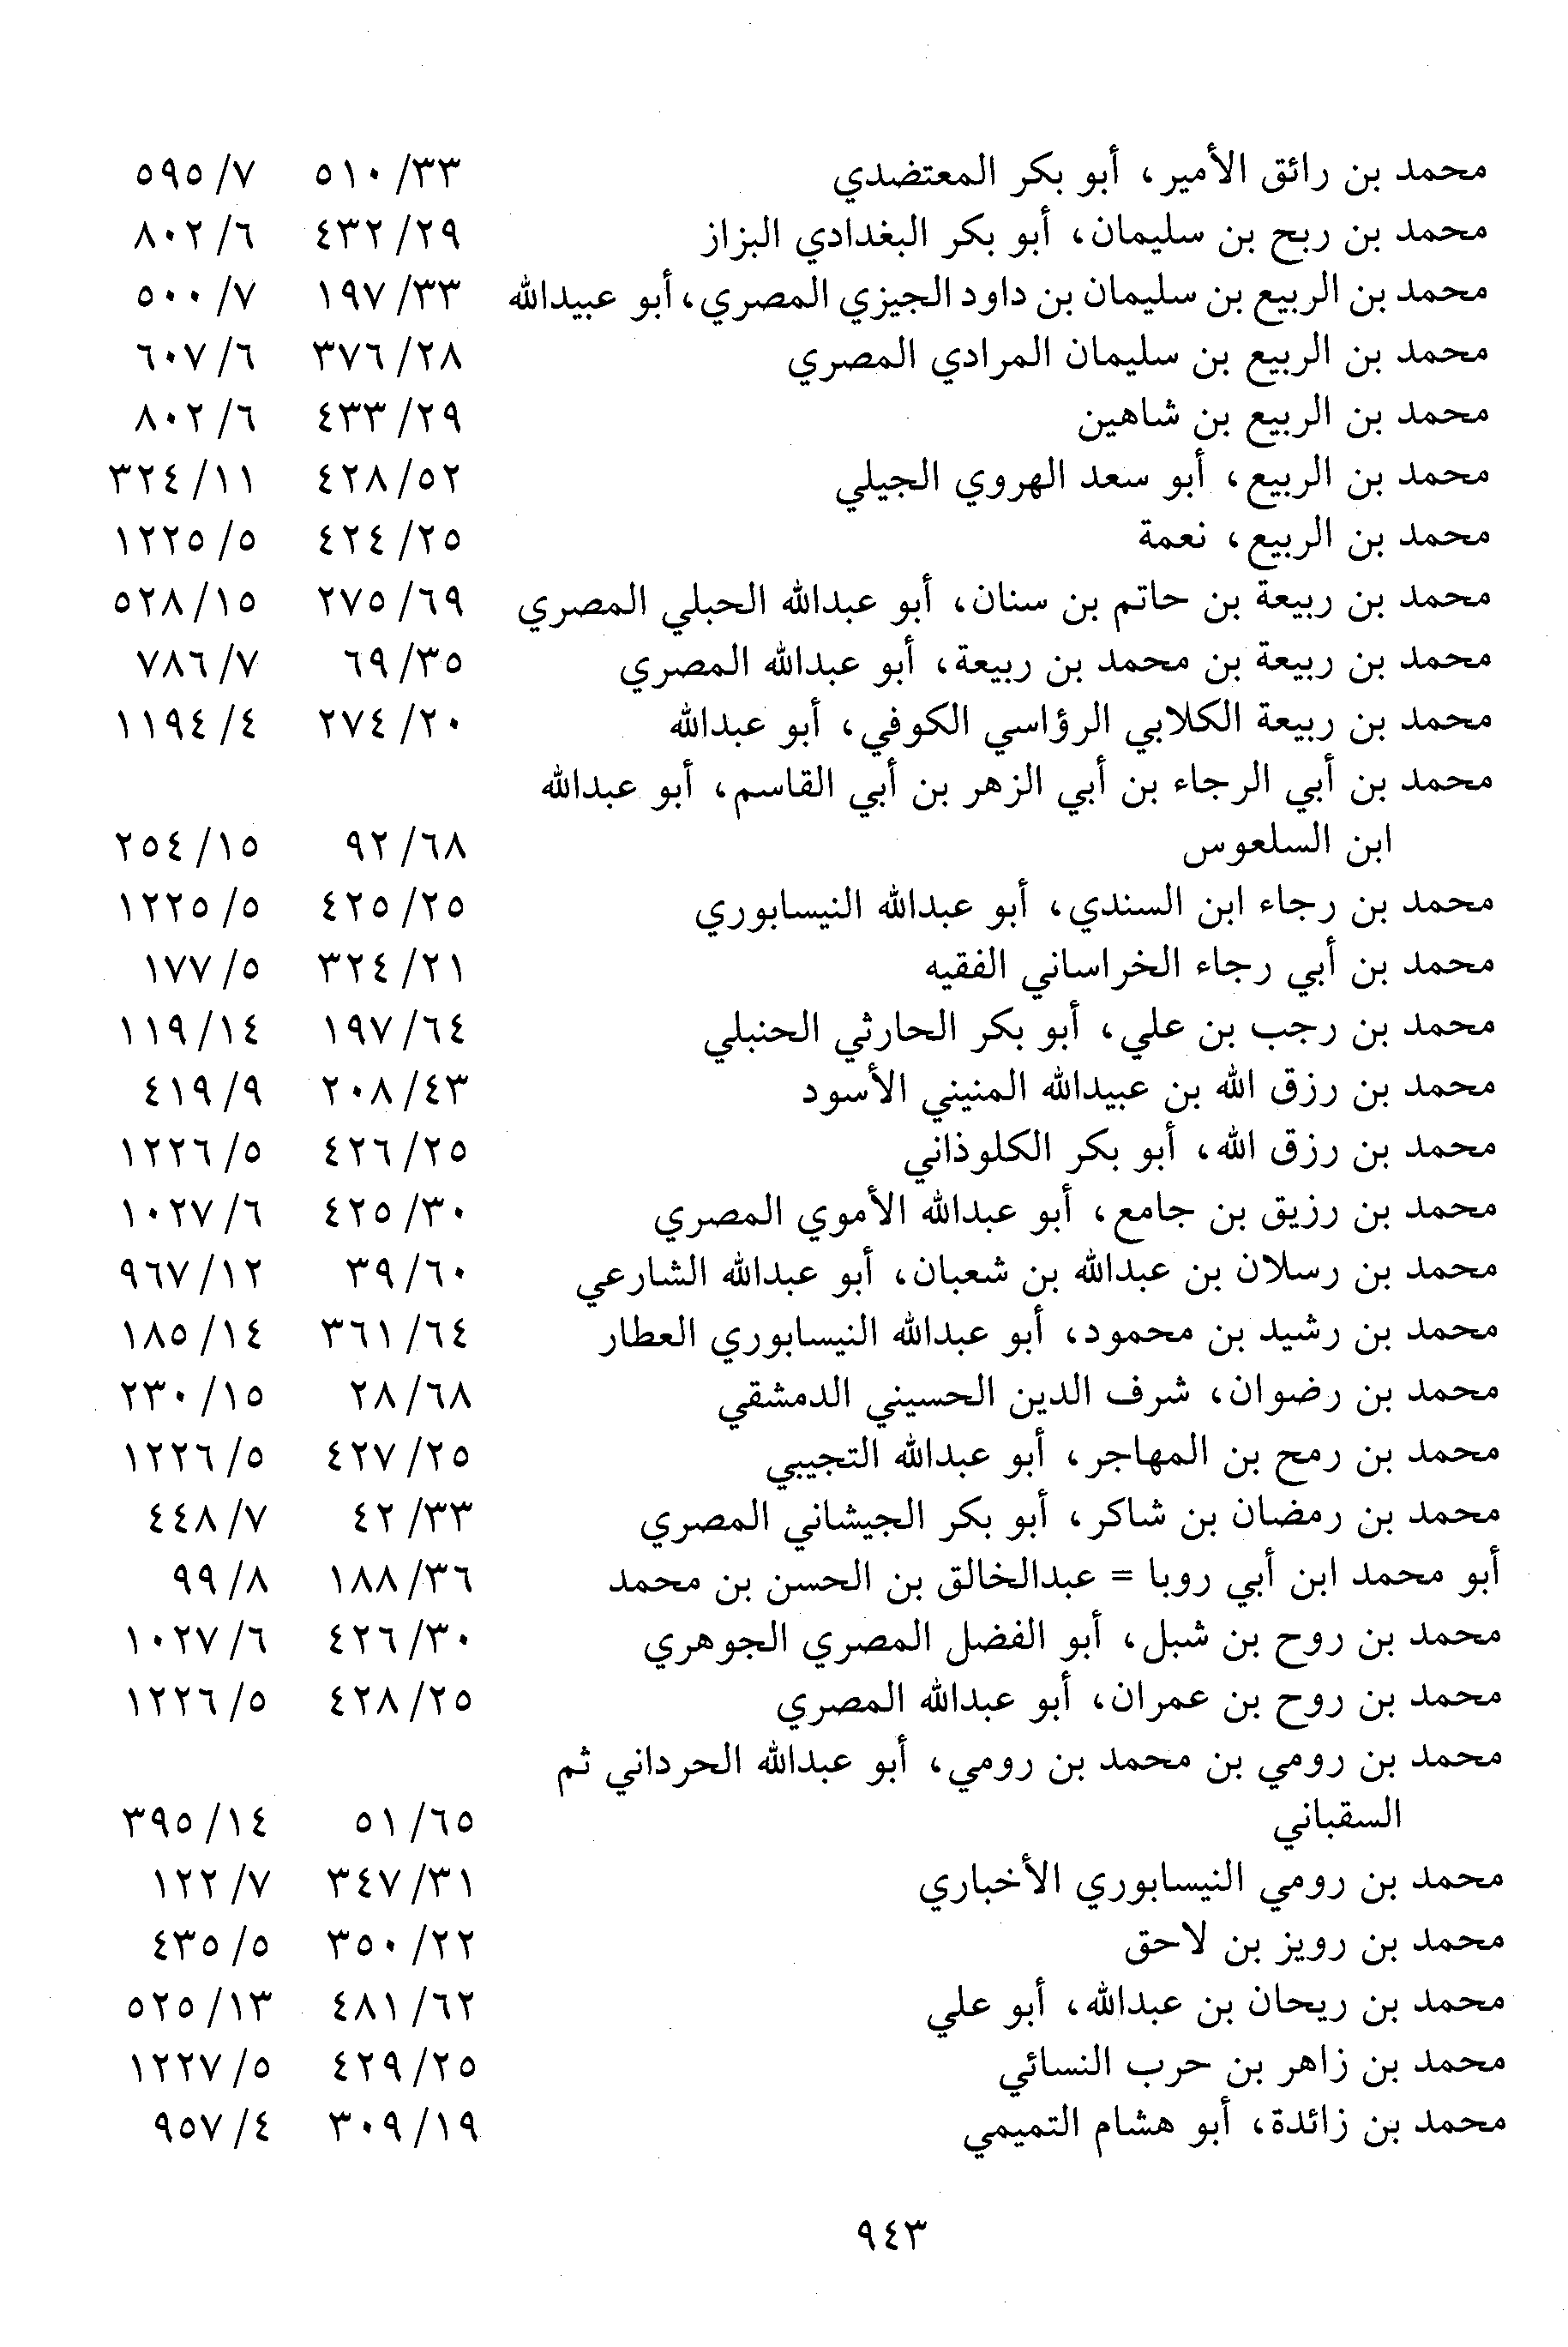 محمد بن رائق الأمير، أبو بكر المعتضدي ٣٣/ ٥١٠ ٧/ ٥٩٥
محمد بن ربح بن سليمان، أبو بكر البغدادي البزاز ٢٩/ ٤٣٢ ٦/ ٨٠٢
محمد بن الربيع بن سليمان بن داود الجيزي المصري، أبو عبيدالله ٣٣/ ١٩٧ ٧/ ٥٠٠
محمد بن الربيع بن سليمان المرادي المصري ٢٨/ ٣٧٦ ٦/ ٦٠٧
محمد بن الربيع بن شاهين ٢٩/ ٤٣٣ ٦/ ٨٠٢
محمد بن الربيع، أبو سعد الهروي الجيلي ٥٢/ ٤٢٨ ١١/ ٣٢٤
محمد بن الربيع، نعمة ٢٥/ ٤٢٤ ٥/ ١٢٢٥
محمد بن ربيعة بن حاتم بن سنان، أبو عبدالله الحبلي المصري ٦٩/ ٢٧٥ ١٥/ ٥٢٨
محمد بن ربيعة بن محمد بن ربيعة، أبو عبدالله المصري ٣٥/ ٦٩ ٧/ ٧٨٦
محمد بن ربيعة الكلابي الرؤاسي الكوفي، أبو عبدالله ٢٠/ ٢٧٤ ٤/ ١١٩٤
محمد بن أبي الرجاء بن أبي الزهر بن أبي القاسم، أبو عبدالله
ابن السلعوس ٦٨/ ٩٢ ١٥/ ٢٥٤
محمد بن رجاء ابن السندي، أبو عبدالله النيسابوري ٢٥/ ٤٢٥ ٥/ ١٢٢٥
محمد بن أبي رجاء الخراساني الفقيه ٢١/ ٣٢٤ ٥/ ١٧٧
محمد بن رجب بن علي، أبو بكر الحارثي الحنبلي ٦٤/ ١٩٧ ١٤/ ١١٩
محمد بن رزق الله بن عبيدالله المنيني الأسود ٤٣/ ٢٠٨ ٩/ ٤١٩
محمد بن رزق الله، أبو بكر الكلوذاني ٢٥/ ٤٢٦ ٥/ ١٢٢٦
محمد بن رزيق بن جامع، أبو عبدالله الأموي المصري ٣٠/ ٤٢٥ ٦/ ١٠٢٧
محمد بن رسلان بن عبدالله بن شعبان، أبو عبدالله الشارعي ٦٠/ ٣٩ ١٢/ ٩٦٧
محمد بن رشيد بن محمود، أبو عبدالله النيسابوري العطار ٦٤/ ٣٦١ ١٤/ ١٨٥
محمد بن رضوان، شرف الدين الحسيني الدمشقي ٦٨/ ٢٨ ١٥/ ٢٣٠
محمد بن رمح بن المهاجر، أبو عبدالله التجيبي ٢٥/ ٤٢٧ ٥/ ١٢٢٦
محمد بن رمضان بن شاكر، أبو بكر الجيشاني المصري ٣٣/ ٤٢ ٧/ ٤٤٨
أبو محمد ابن أبي روبا = عبدالخالق بن الحسن بن محمد ٣٦/ ١٨٨ ٨/ ٩٩
محمد بن روح بن شبل، أبو الفضل المصري الجوهري ٣٠/ ٤٢٦ ٦/ ١٠٢٧
محمد بن روح بن عمران، أبو عبدالله المصري ٢٥/ ٤٢٨ ٥/ ١٢٢٦
محمد بن رومي بن محمد بن رومي، أبو عبدالله الحرداني ثم
السقباني ٦٥/ ٥١ ١٤/ ٣٩٥
محمد بن رومي النيسابوري الأخباري ٣١/ ٣٤٧ ٧/ ١٢٢
محمد بن رويز بن لاحق ٢٢/ ٣٥٠ ٥/ ٤٣٥
محمد بن ريحان بن عبدالله، أبو علي ٦٢/ ٤٨١ ١٣/ ٥٢٥
محمد بن زاهر بن حرب النسائي ٢٥/ ٤٢٩ ٥/ ١٢٢٧
محمد بن زائدة، أبو هشام التميمي ١٩/ ٣٠٩ ٤/ ٩٥٧
٩٤٣